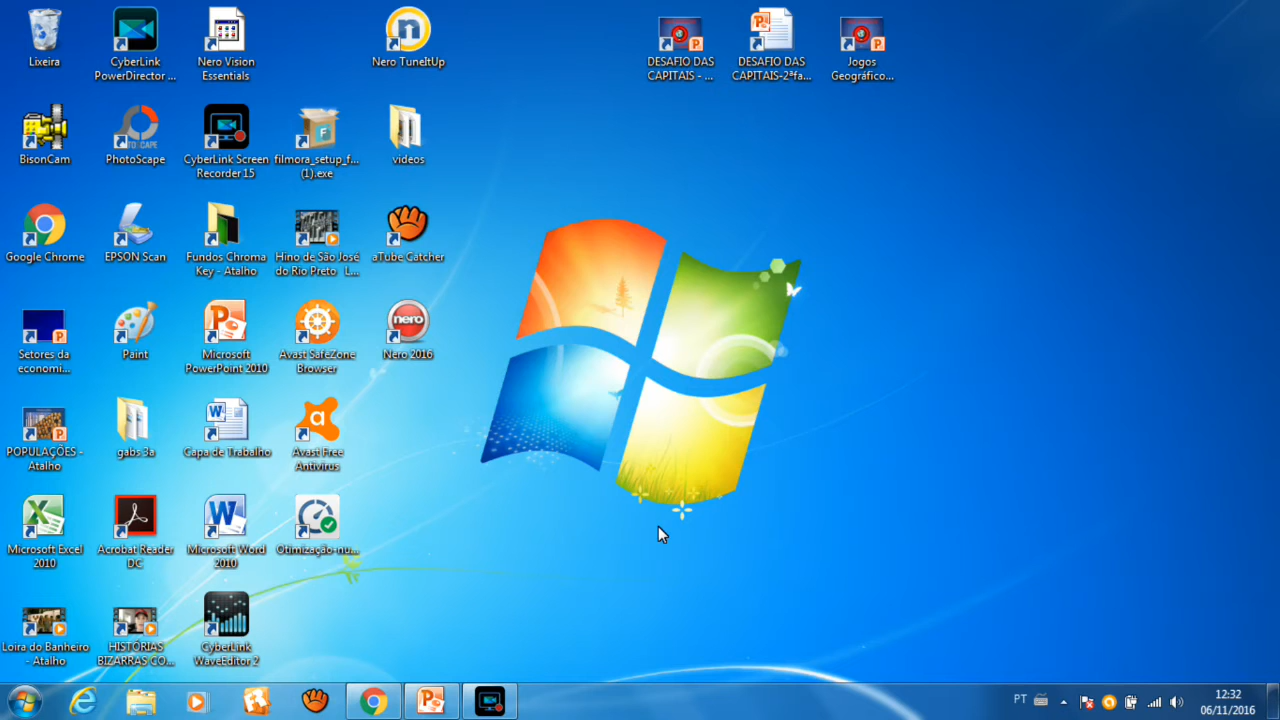 Lixeira
CyberLink
PowerDirector ...
Nero Vision
Essentials
Nero TuneItUp
DESAFIO DAS
CAPITAIS - ...
DESAFIO DAS
CAPITAIS-2ªfa...
Jogos
Geográfico...
BisonCam
PhotoScape
CyberLink Screen
Recorder 15
filmora_setup_f...
(1).exe
videos
Google Chrome
EPSON Scan
Fundos Chroma
Key - Atalho
Hino de São José
do Rio Preto L...
aTube Catcher
Setores da
economi...
Paint
Microsoft
PowerPoint 2010
Avast SafeZone
Browser
nero
Nero 2016
POPULAÇÕES -
Atalho
gabs 3a
Capa de Trabalho
Avast Free
Antivirus
Microsoft Excel
2010
Acrobat Reader
DC
Microsoft Word
2010
Otimização-nu...
Loira do Banheiro
- Atalho
HISTÓRIAS
BIZARRAS CO...
CyberLink
WaveEditor 2
PT
12:32
06/11/2016